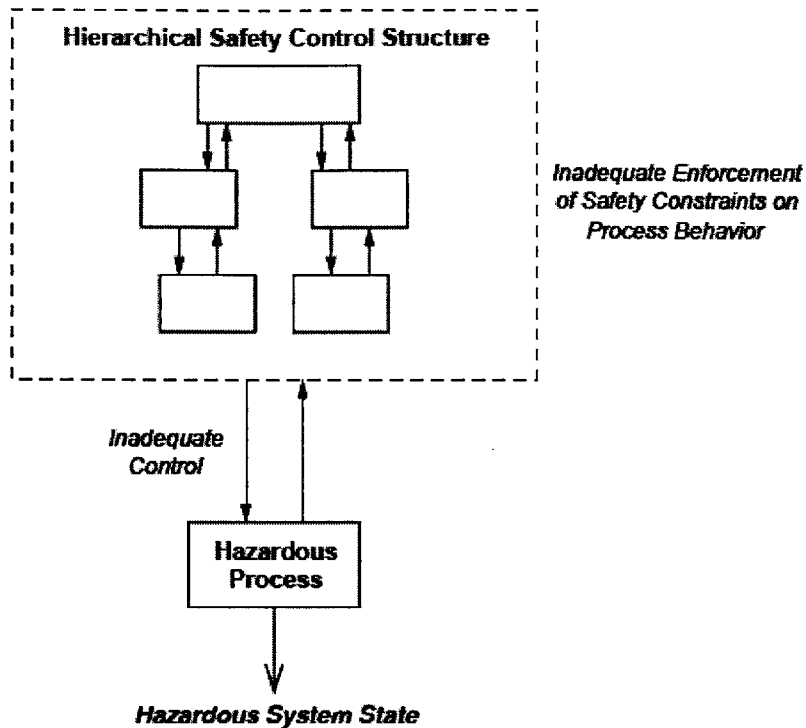 Hierarchical Safety Control Structure
Inadequate Enforcement
of Safety Constraints on
Process Behavior
Inadequate
Control
Hazardous
Process
Hazardous System State